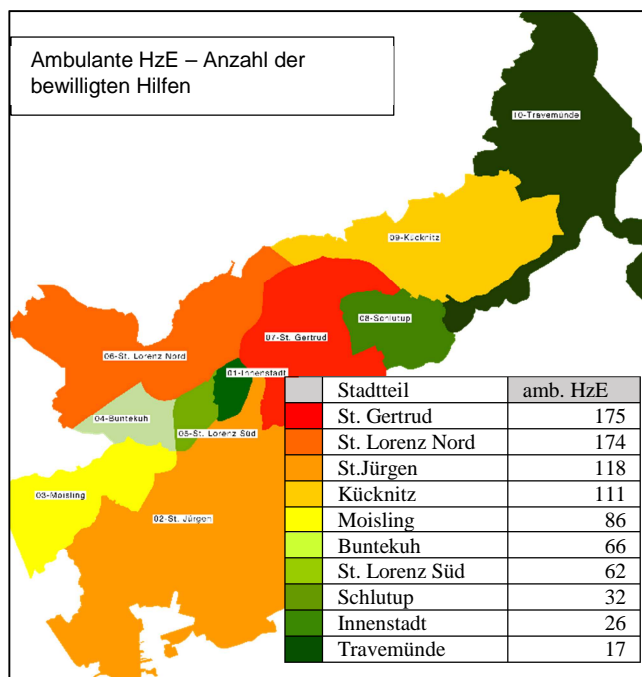 Ambulante HzE – Anzahl der
bewilligten Hilfen
10-Travemünde
09-Kücknitz
08-Schlutup
07-St. Gertrud
06-St. Lorenz Nord
01-Innenstadt
04-Buntekuh
05-St. Lorenz Süd
03-Moisling
02-St. Jürgen
Stadtteil amb. HzE
St. Gertrud 175
St. Lorenz Nord 174
St.Jürgen 118
Kücknitz 111
Moisling 86
Buntekuh 66
St. Lorenz Süd 62
Schlutup 32
Innenstadt 26
Travemünde 17